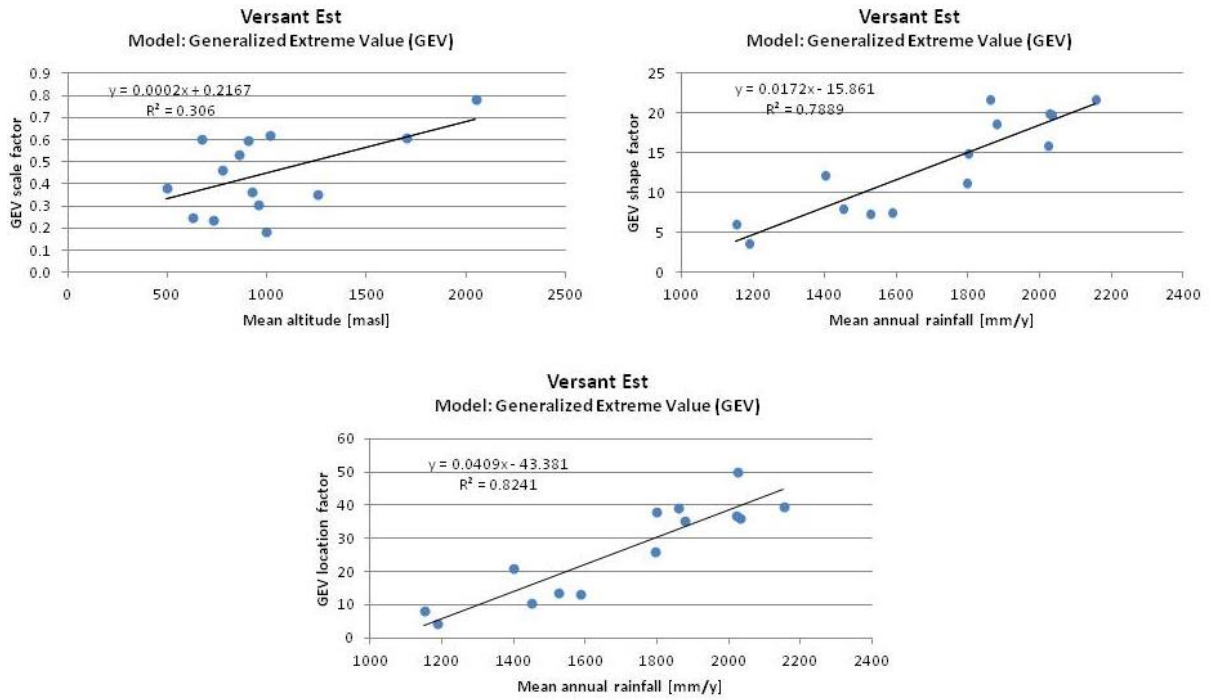 Versant Est
Model: Generalized Extreme Value (GEV)
y = 0.0002x + 0.2167
R² = 0.306
GEV scale factor
0.9
0.8
0.7
0.6
0.5
0.4
0.3
0.2
0.1
0.0
0 500 1000 1500 2000 2500
Mean altitude [masl]
Versant Est
Model: Generalized Extreme Value (GEV)
y = 0.0172x - 15.861
R² = 0.7889
GEV shape factor
25
20
15
10
5
0
1000 1200 1400 1600 1800 2000 2200 2400
Mean annual rainfall [mm/y]
Versant Est
Model: Generalized Extreme Value (GEV)
y = 0.0409x - 43.381
R² = 0.8241
GEV location factor
60
50
40
30
20
10
0
1000 1200 1400 1600 1800 2000 2200 2400
Mean annual rainfall [mm/y]